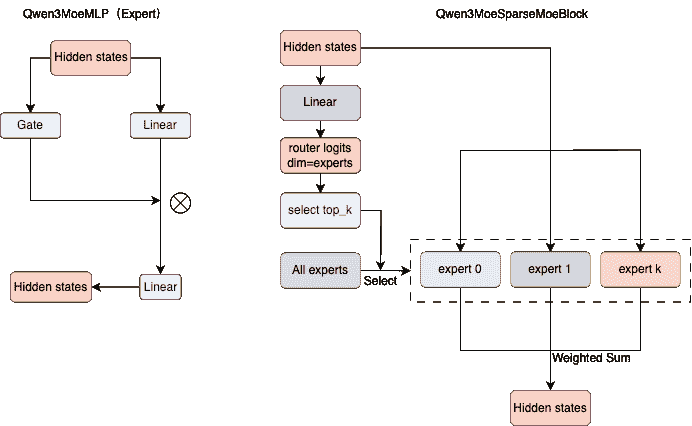 Qwen3MoeMLP（Expert）
Hidden states
Gate
Linear
Hidden states
Linear
Qwen3MoeSparseMoeBlock
Hidden states
Linear
router logits
dim=experts
select top_k
All experts
Select
expert 0
expert 1
expert k
Weighted Sum
Hidden states